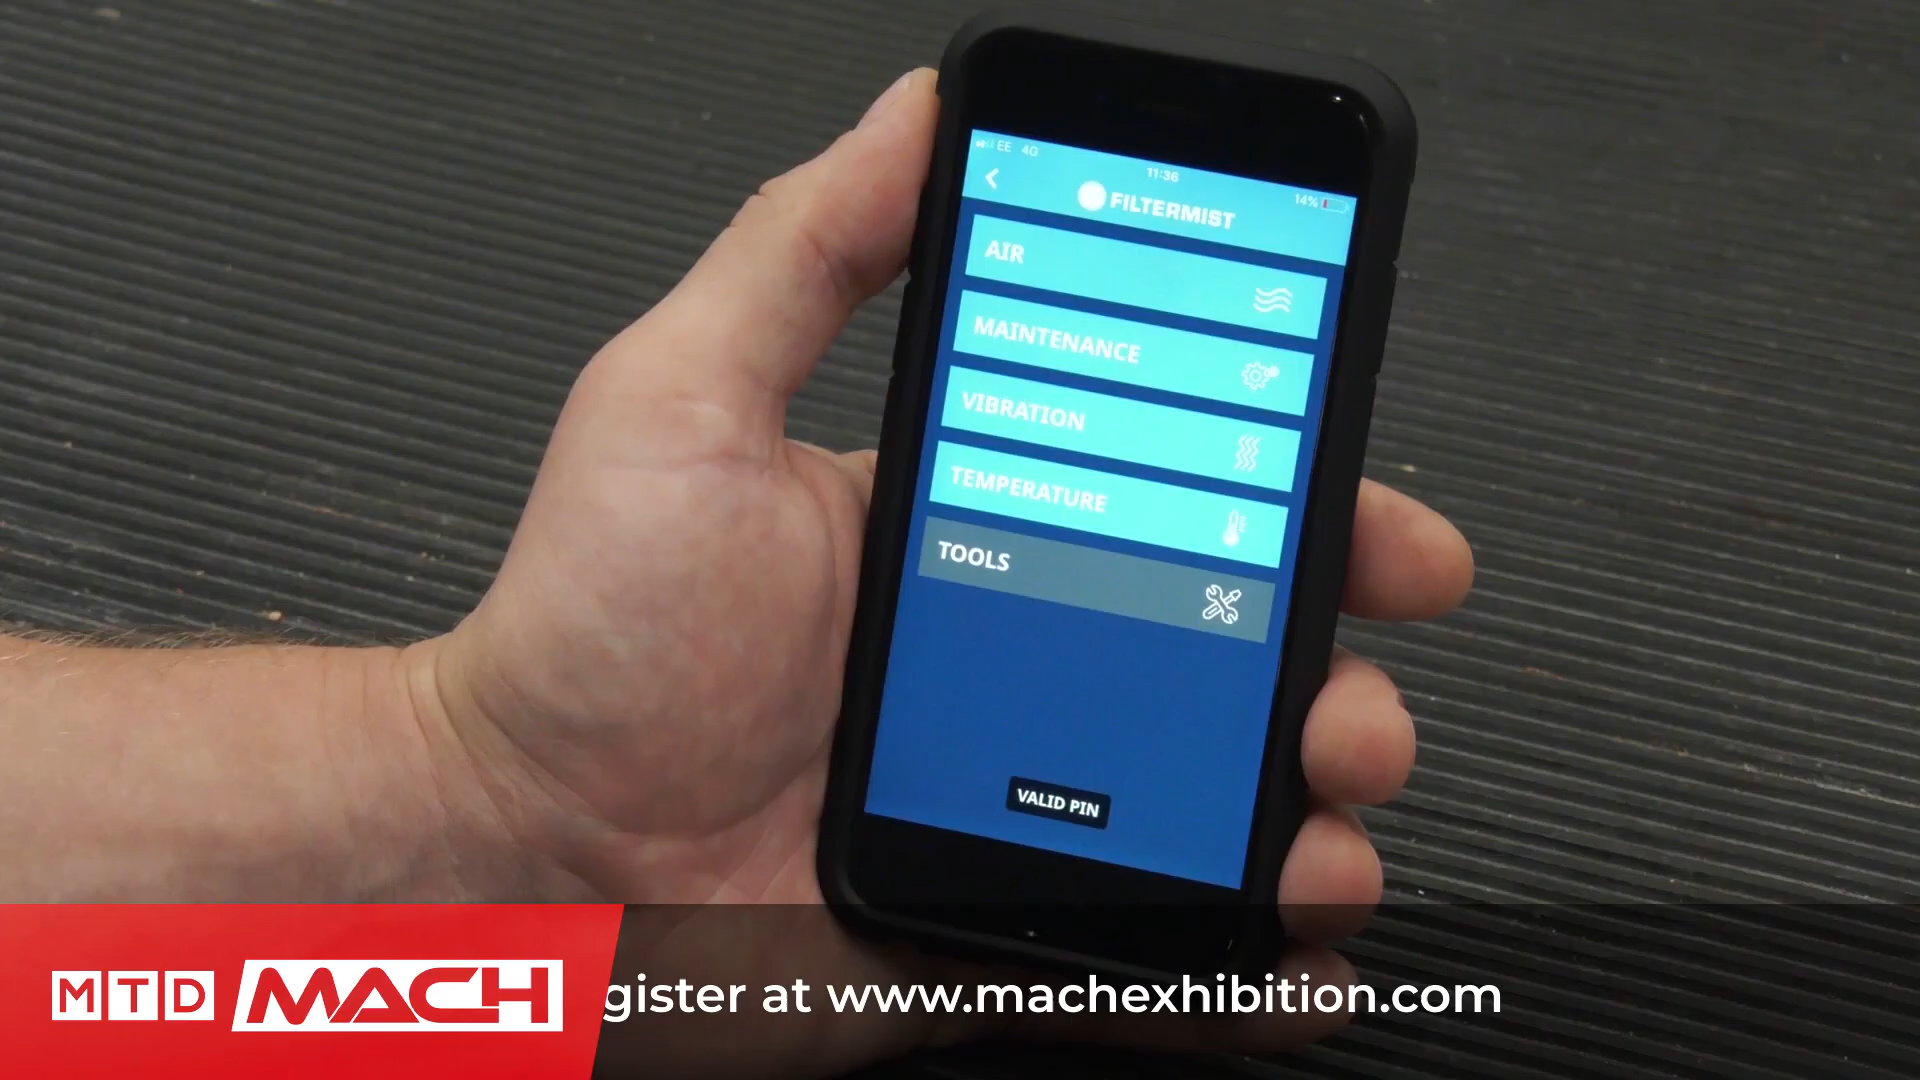 EE 4G
11:36
14%
FILTERMIST
AIR
MAINTENANCE
VIBRATION
TEMPERATURE
TOOLS
VALID PIN
MTD MACH
gister at www.machexhibition.com